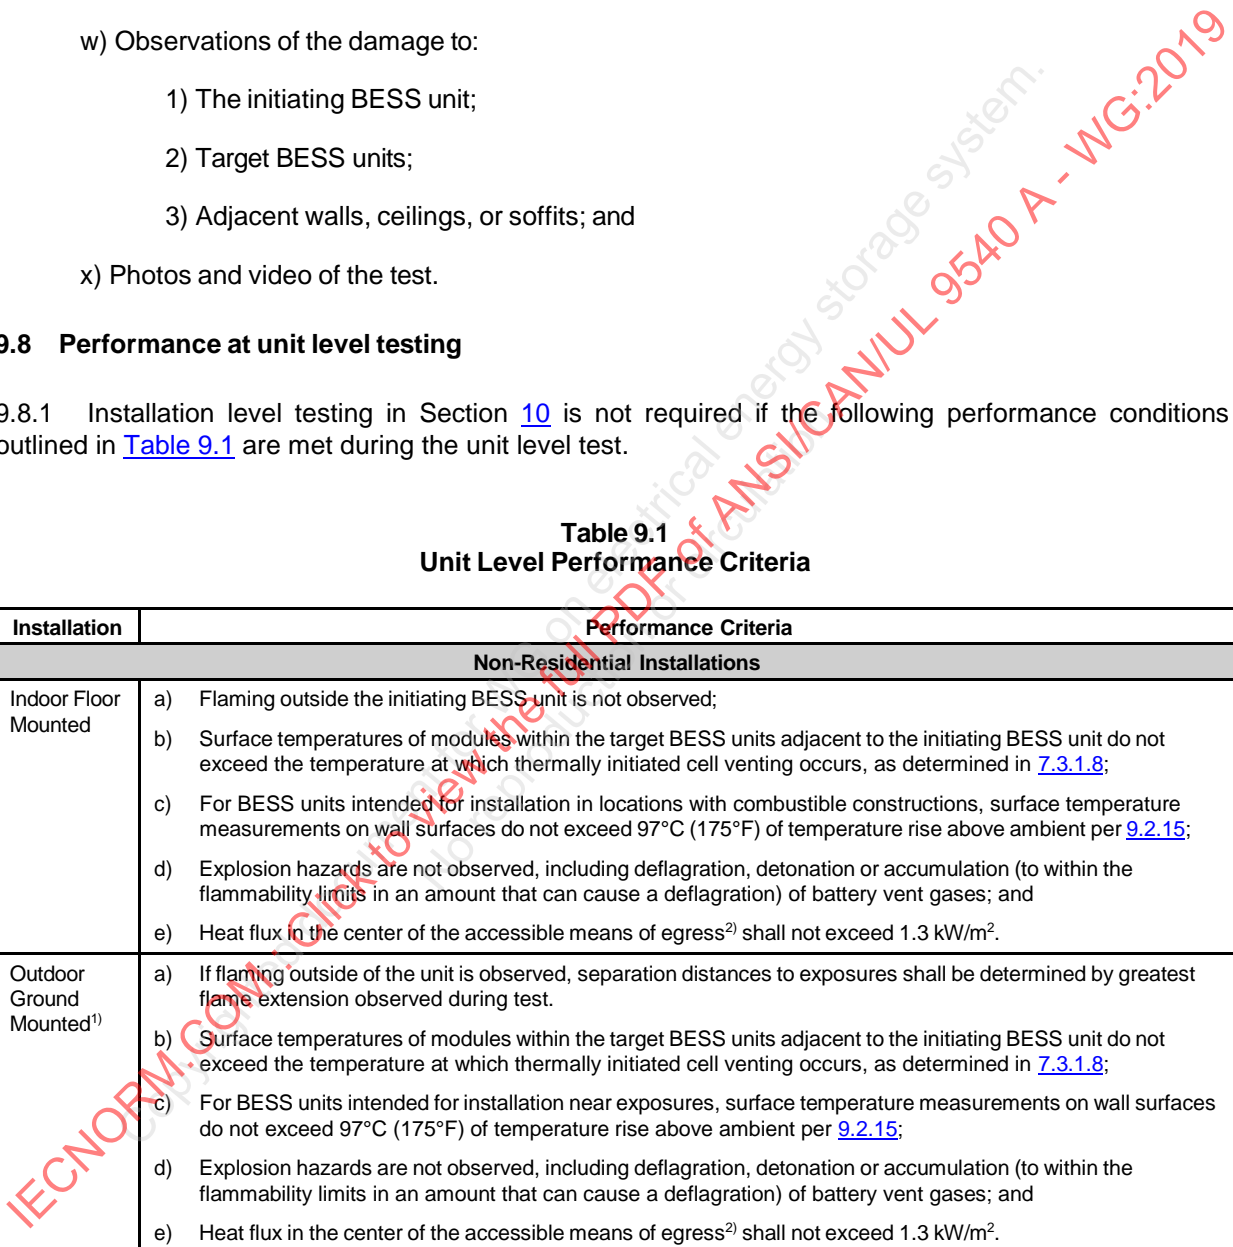 w) Observations of the damage to:
1) The initiating BESS unit;
2) Target BESS units;
3) Adjacent walls, ceilings, or soffits; and
x) Photos and video of the test.
9.8 Performance at unit level testing
9.8.1 Installation level testing in Section 10 is not required if the following performance conditions
outlined in Table 9.1 are met during the unit level test.
Table 9.1
Unit Level Performance Criteria
Installation Performance Criteria
Non-Residential Installations
Indoor Floor
Mounted
a) Flaming outside the initiating BESS unit is not observed;
b) Surface temperatures of modules within the target BESS units adjacent to the initiating BESS unit do not
exceed the temperature at which thermally initiated cell venting occurs, as determined in 7.3.1.8;
c) For BESS units intended for installation in locations with combustible constructions, surface temperature
measurements on wall surfaces do not exceed 97°C (175°F) of temperature rise above ambient per 9.2.15;
d) Explosion hazards are not observed, including deflagration, detonation or accumulation (to within the
flammability limits in an amount that can cause a deflagration) of battery vent gases; and
e) Heat flux in the center of the accessible means of egress2) shall not exceed 1.3 kW/m2.
Outdoor
Ground
Mounted1)
a) If flaming outside of the unit is observed, separation distances to exposures shall be determined by greatest
flame extension observed during test.
b) Surface temperatures of modules within the target BESS units adjacent to the initiating BESS unit do not
exceed the temperature at which thermally initiated cell venting occurs, as determined in 7.3.1.8;
c) For BESS units intended for installation near exposures, surface temperature measurements on wall surfaces
do not exceed 97°C (175°F) of temperature rise above ambient per 9.2.15;
d) Explosion hazards are not observed, including deflagration, detonation or accumulation (to within the
flammability limits in an amount that can cause a deflagration) of battery vent gases; and
e) Heat flux in the center of the accessible means of egress2) shall not exceed 1.3 kW/m2.
IECNORM.COM : Click to view the full PDF of ANSI/CAN/UL 9540 A - WG:2019
electrical energy storage system.